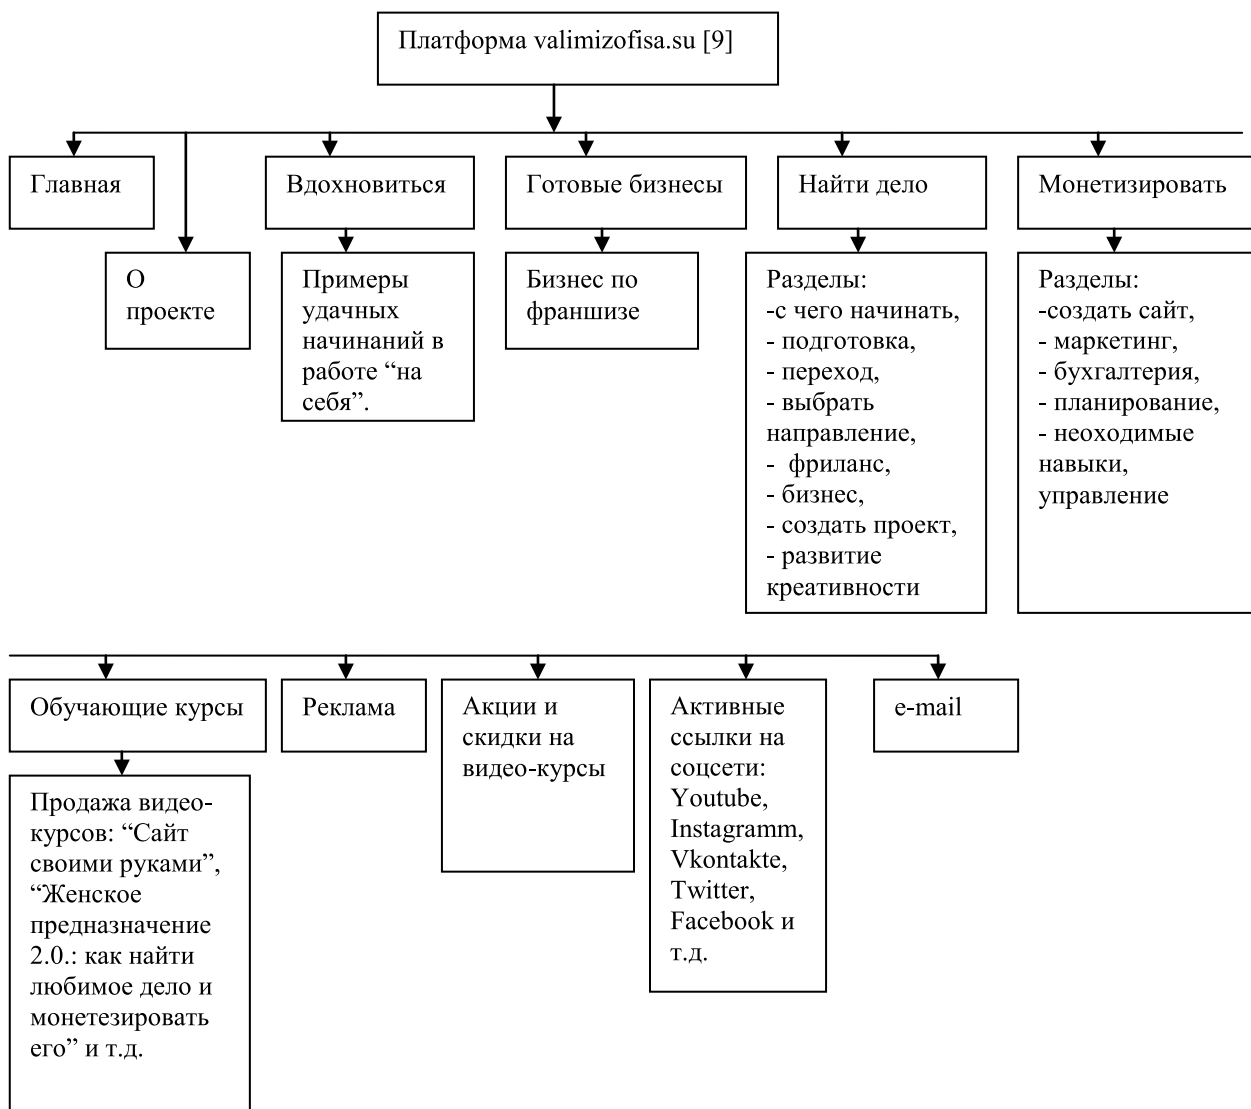 Платформа valimizofisa.su [9]
Главная
Вдохновиться
Готовые бизнесы
Найти дело
Монетизировать
О
проекте
Примеры
удачных
начинаний в
работе “на
себя”.
Бизнес по
франшизе
Разделы:
-с чего начинать,
- подготовка,
- переход,
- выбрать
направление,
- фриланс,
- бизнес,
- создать проект,
- развитие
креативности
Разделы:
-создать сайт,
- маркетинг,
- бухгалтерия,
- планирование,
- неоходимые
навыки,
управление
Обучающие курсы
Реклама
Акции и
скидки на
видео-курсы
Активные
ссылки на
соцсети:
Youtube,
Instagramm,
Vkontakte,
Twitter,
Facebook и
т.д.
e-mail
Продажа видео-
курсов: “Сайт
своими руками”,
“Женское
предназначение
2.0.: как найти
любимое дело и
монетезировать
его” и т.д.